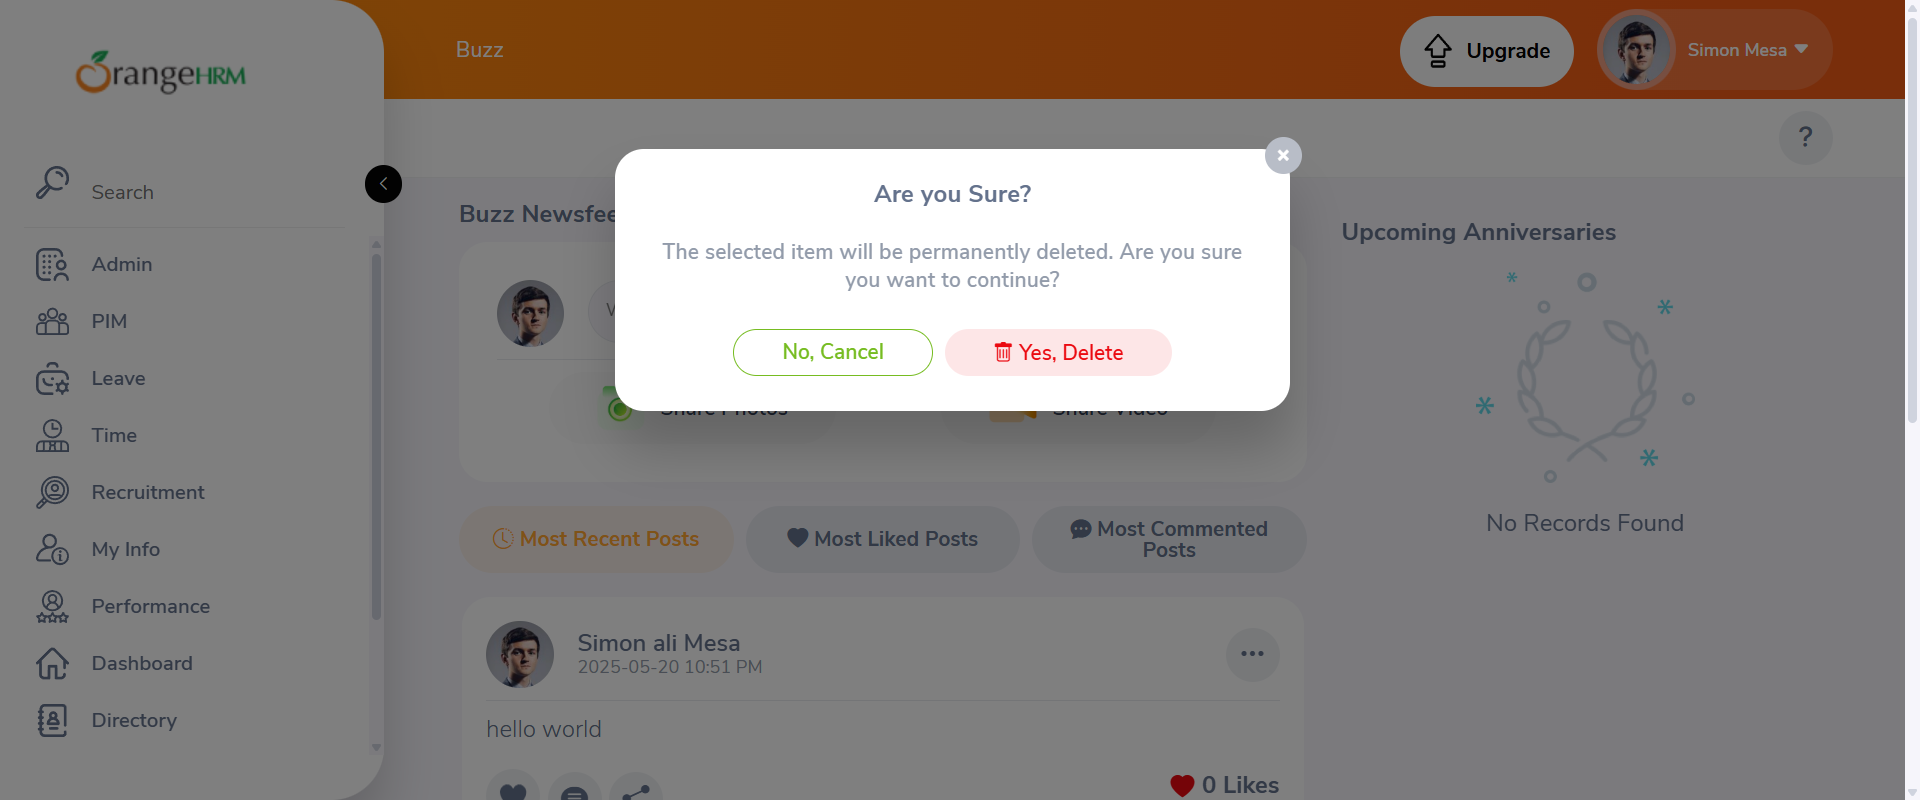 OrangeHRM
Search
Admin
PIM
Leave
Time
Recruitment
My Info
Performance
Dashboard
Directory
Buzz
Upgrade
Simon Mesa
?
Are you Sure?
The selected item will be permanently deleted. Are you sure
you want to continue?
No, Cancel
Yes, Delete
Buzz Newsfee
W
Share Photos
Share Video
Most Recent Posts
Most Liked Posts
Most Commented
Posts
Simon ali Mesa
2025-05-20 10:51 PM
hello world
0 Likes
Upcoming Anniversaries
No Records Found